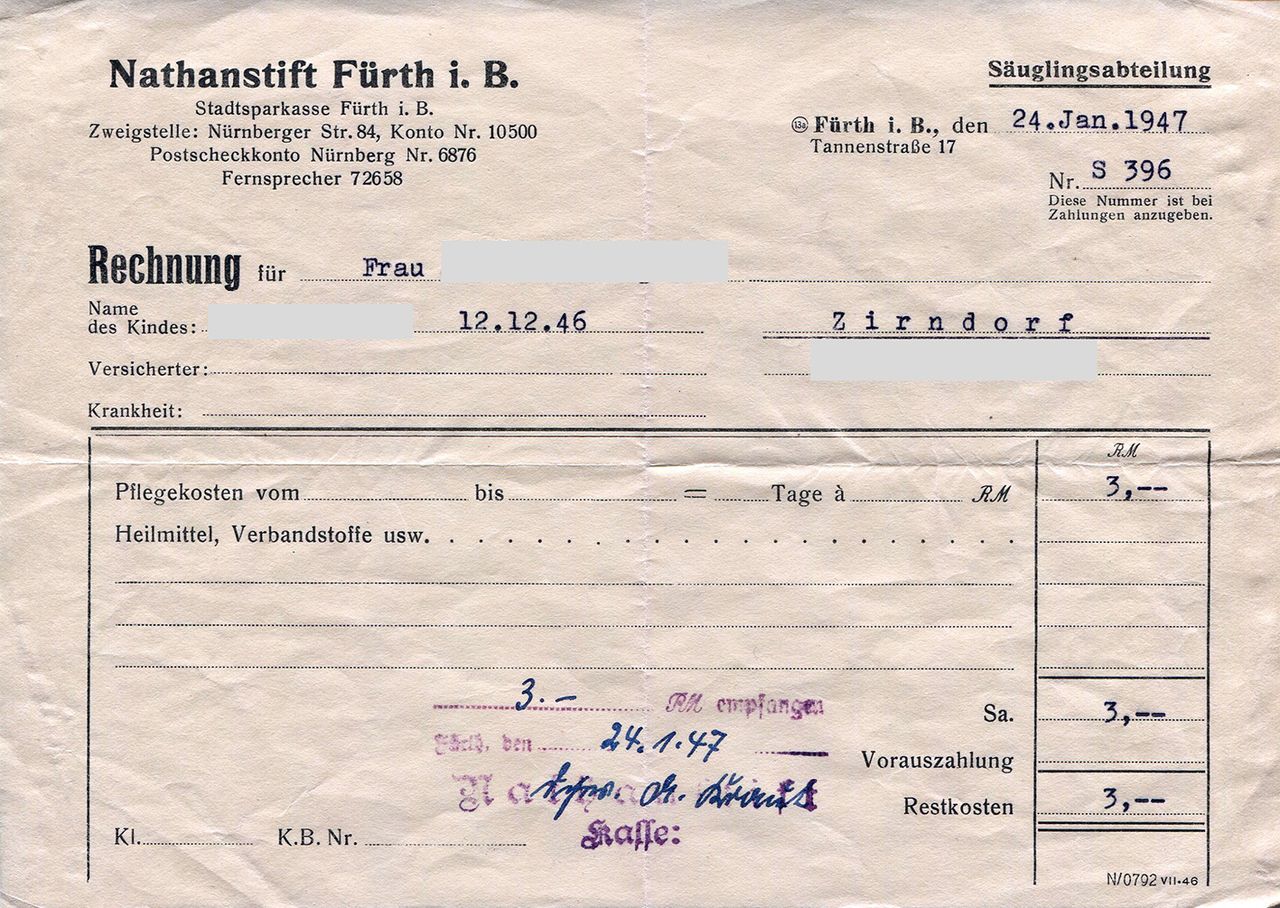 Nathanstift Fürth i. B.
Stadtsparkasse Fürth i. B.
Zweigstelle: Nürnberger Str. 84, Konto Nr. 10500
Postscheckkonto Nürnberg Nr. 6876
Fernsprecher 72658
Säuglingsabteilung
13a Fürth i. B., den 24.Jan.1947
Tannenstraße 17
Nr. S 396
Diese Nummer ist bei
Zahlungen anzugeben.
Rechnung für Frau
Name
des Kindes: 12.12.46
Zirndorf
Versicherter:
Krankheit:
RM
Pflegekosten vom bis = Tage à RM 3,--
Heilmittel, Verbandstoffe usw.
3.- RM empfangen
Fürth, den 24.1.47
Nathanstift
Kasse:
Sa. 3,--
Vorauszahlung
Restkosten 3,--
Kl. K.B. Nr.
N/0792 VII-46